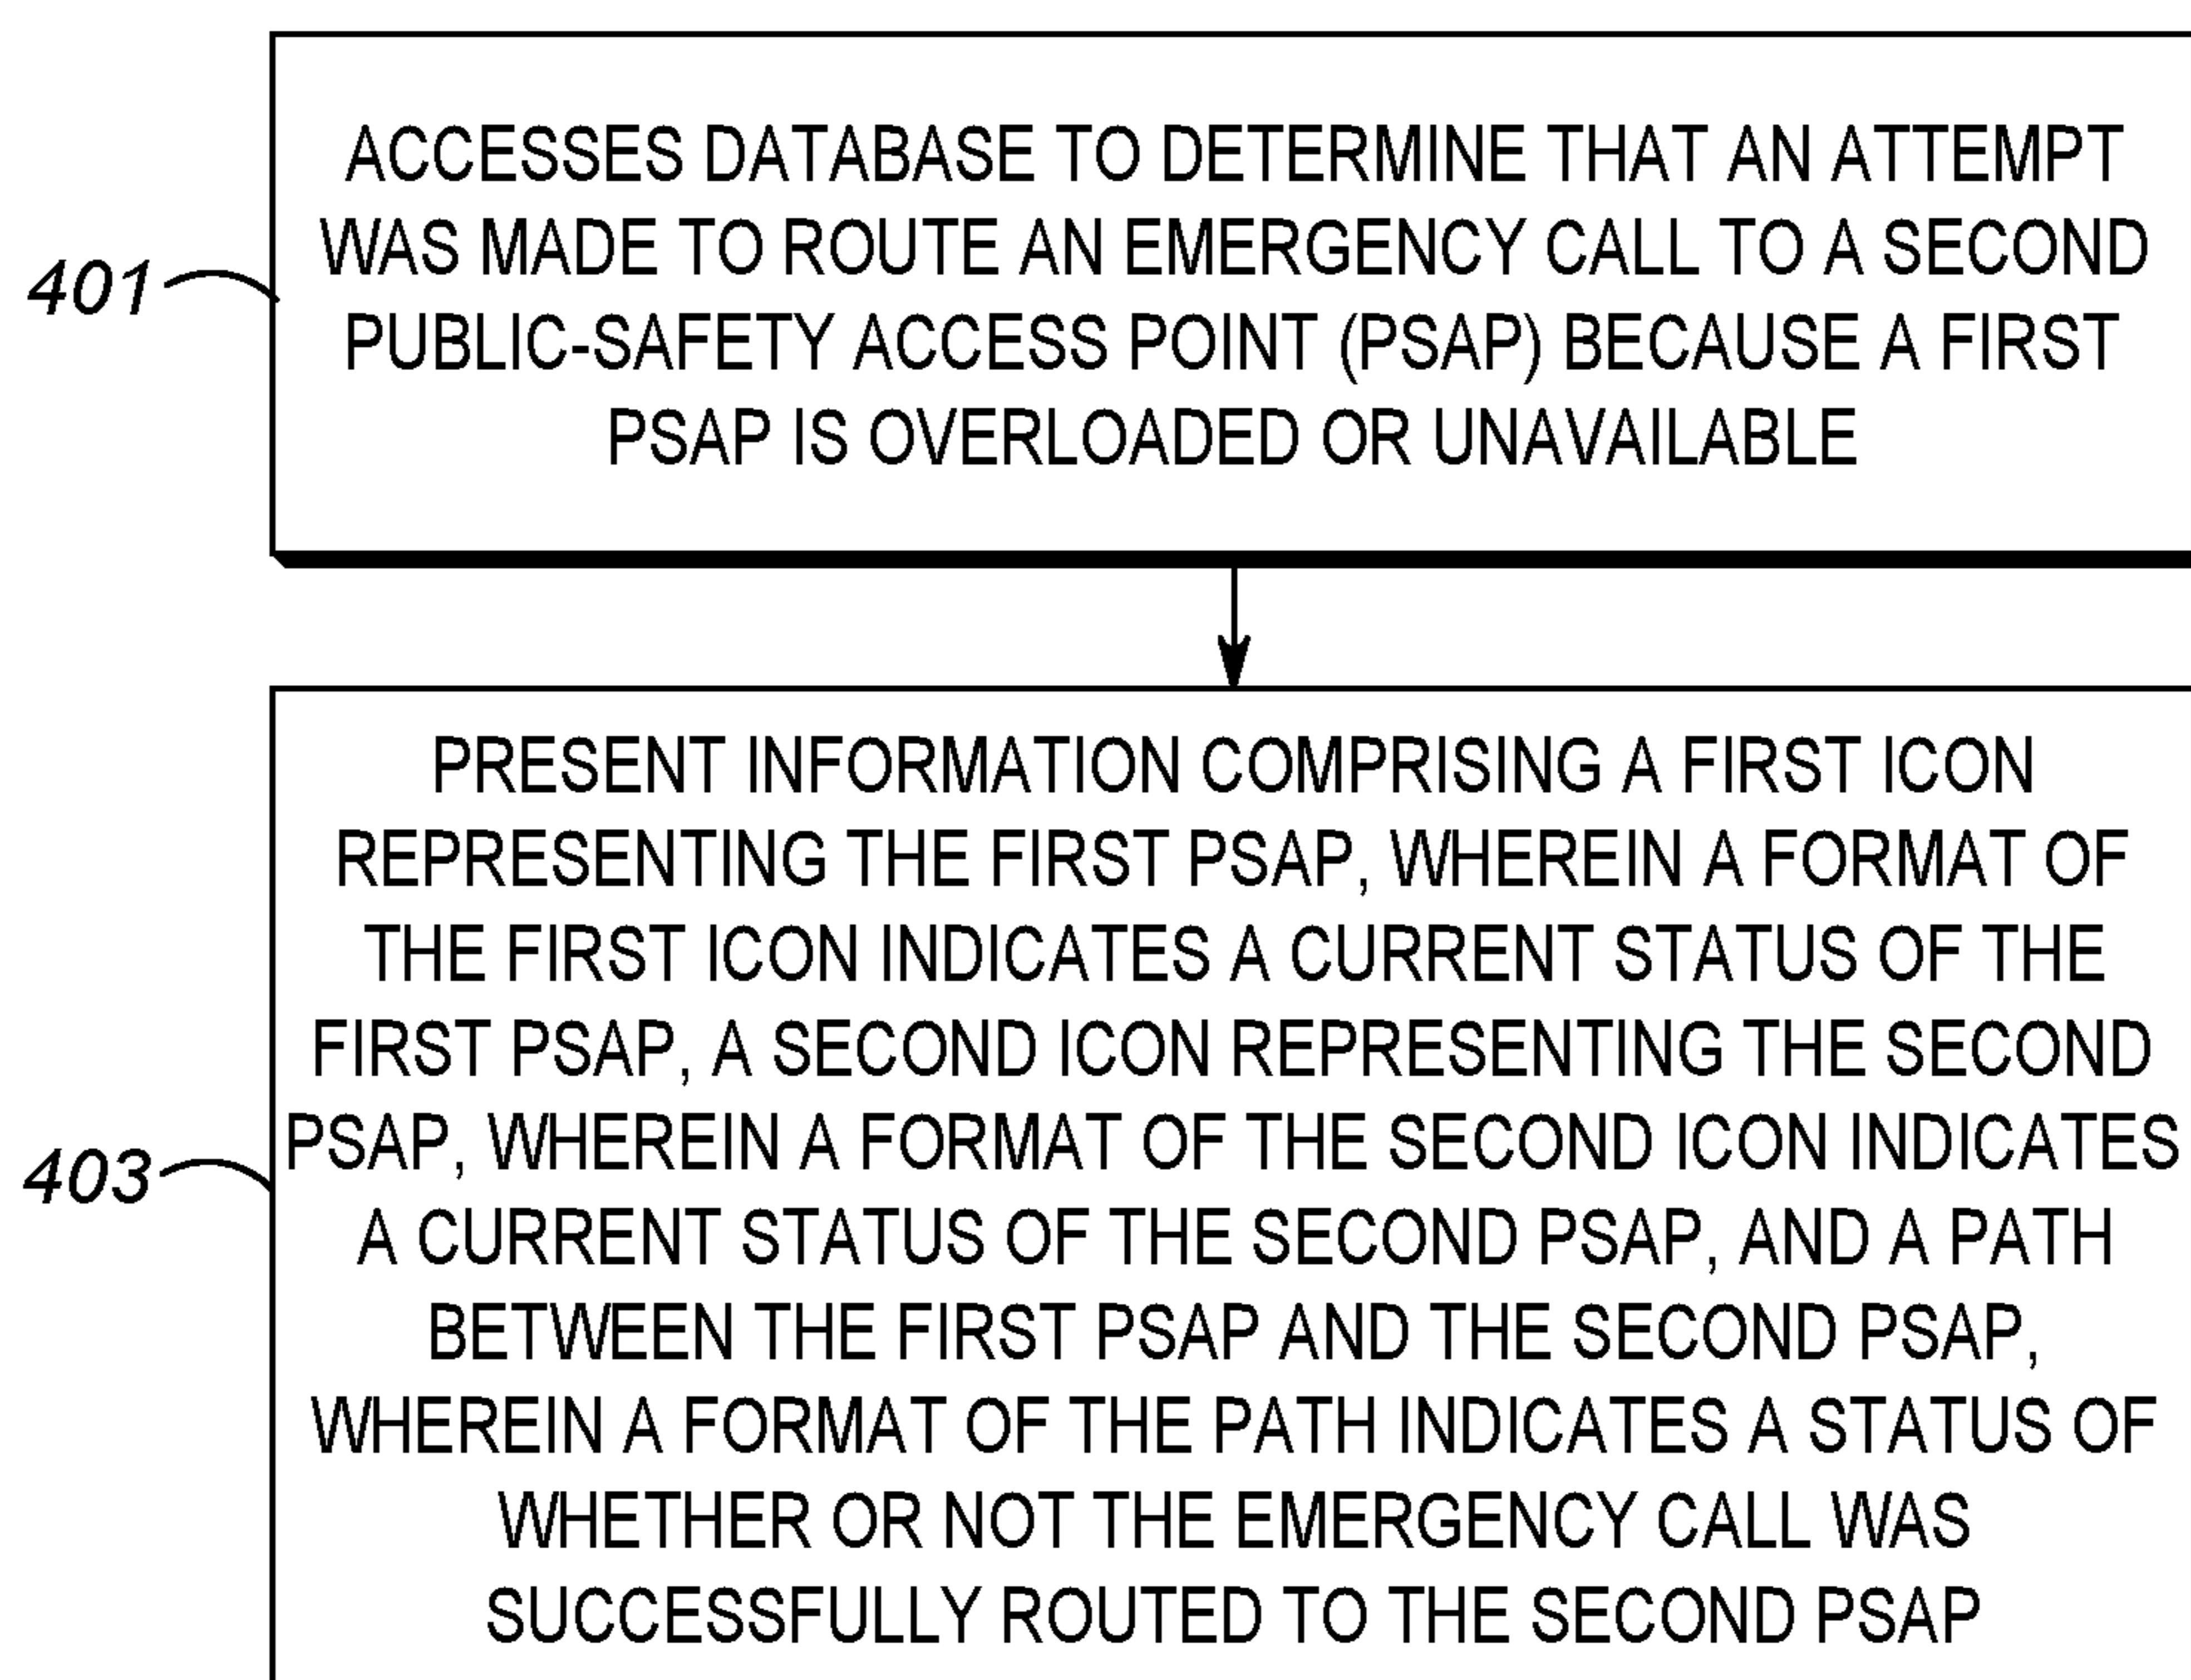 401
ACCESSES DATABASE TO DETERMINE THAT AN ATTEMPT
WAS MADE TO ROUTE AN EMERGENCY CALL TO A SECOND
PUBLIC-SAFETY ACCESS POINT (PSAP) BECAUSE A FIRST
PSAP IS OVERLOADED OR UNAVAILABLE
403
PRESENT INFORMATION COMPRISING A FIRST ICON
REPRESENTING THE FIRST PSAP, WHEREIN A FORMAT OF
THE FIRST ICON INDICATES A CURRENT STATUS OF THE
FIRST PSAP, A SECOND ICON REPRESENTING THE SECOND
PSAP, WHEREIN A FORMAT OF THE SECOND ICON INDICATES
A CURRENT STATUS OF THE SECOND PSAP, AND A PATH
BETWEEN THE FIRST PSAP AND THE SECOND PSAP,
WHEREIN A FORMAT OF THE PATH INDICATES A STATUS OF
WHETHER OR NOT THE EMERGENCY CALL WAS
SUCCESSFULLY ROUTED TO THE SECOND PSAP